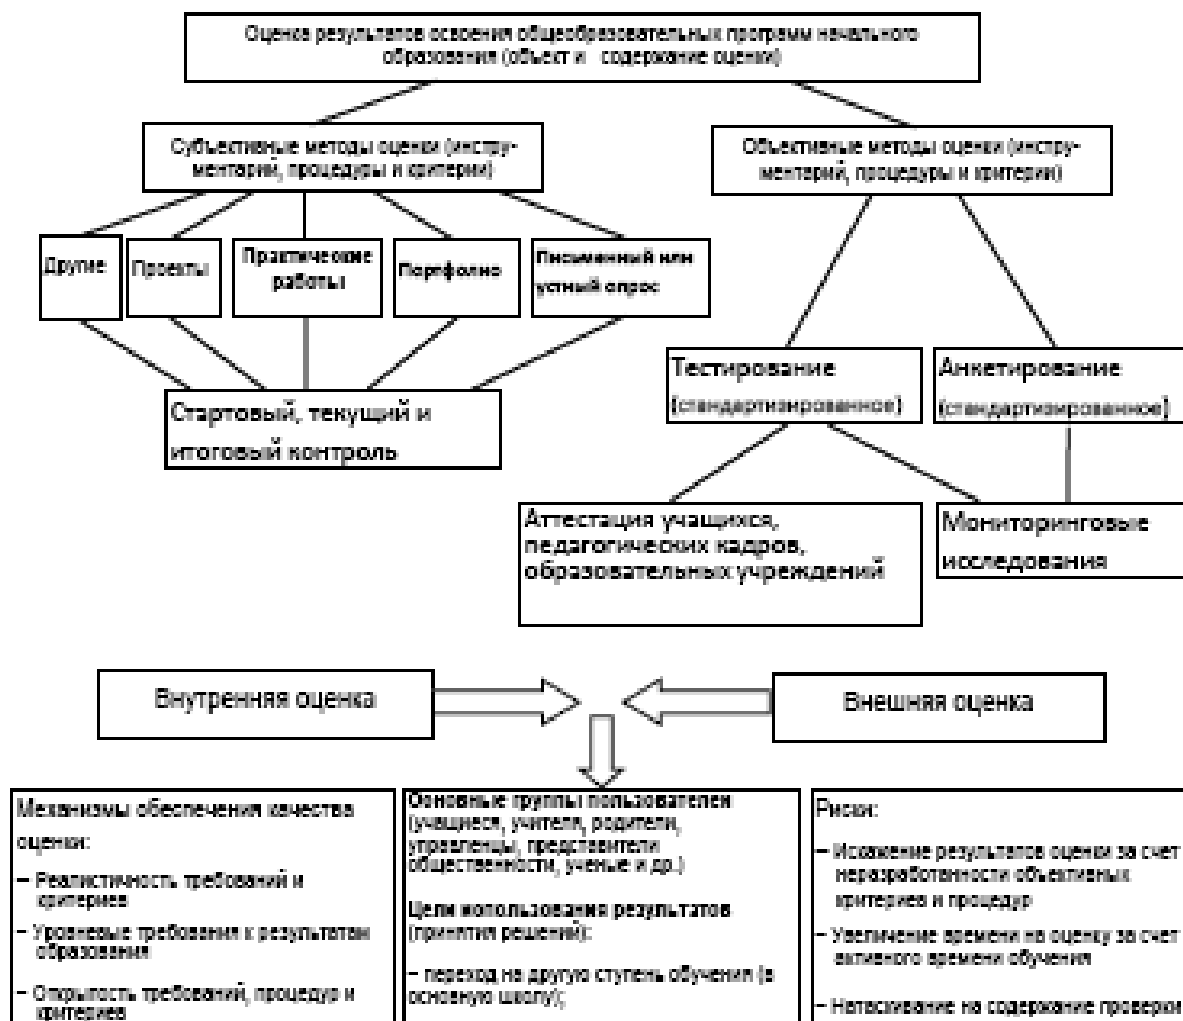 Оценка результатов освоения общеобразовательных программ начального
образования (объект и содержание оценки)
Субъективные методы оценки (инстру-
ментарий, процедуры и критерии)
Объективные методы оценки (инстру-
ментарий, процедуры и критерии)
Другие
Проекты
Практические
работы
Портфолио
Письменный или
устный опрос
Тестирование
(стандартизированное)
Анкетирование
(стандартизированное)
Стартовый, текущий и
итоговый контроль
Аттестация учащихся,
педагогических кадров,
образовательных учреждений
Мониторинговые
исследования
Внутренняя оценка
Внешняя оценка
Механизмы обеспечения качества
оценки:
– Реалистичность требований и
критериев
– Уровневые требования к результатам
образования
– Открытость требований, процедур и
критериев
Основные группы пользователей
(учащиеся, учителя, родители,
управленцы, представители
общественности, ученые и др.)
Цели использования результатов
(принятия решений):
– переход на другую ступень обучения (в
основную школу);
Риски:
– Искажение результатов оценки за счет
неразработанности объективных
критериев и процедур
– Увеличение времени на оценку за счет
активного времени обучения
– Натаскивание на содержание проверки